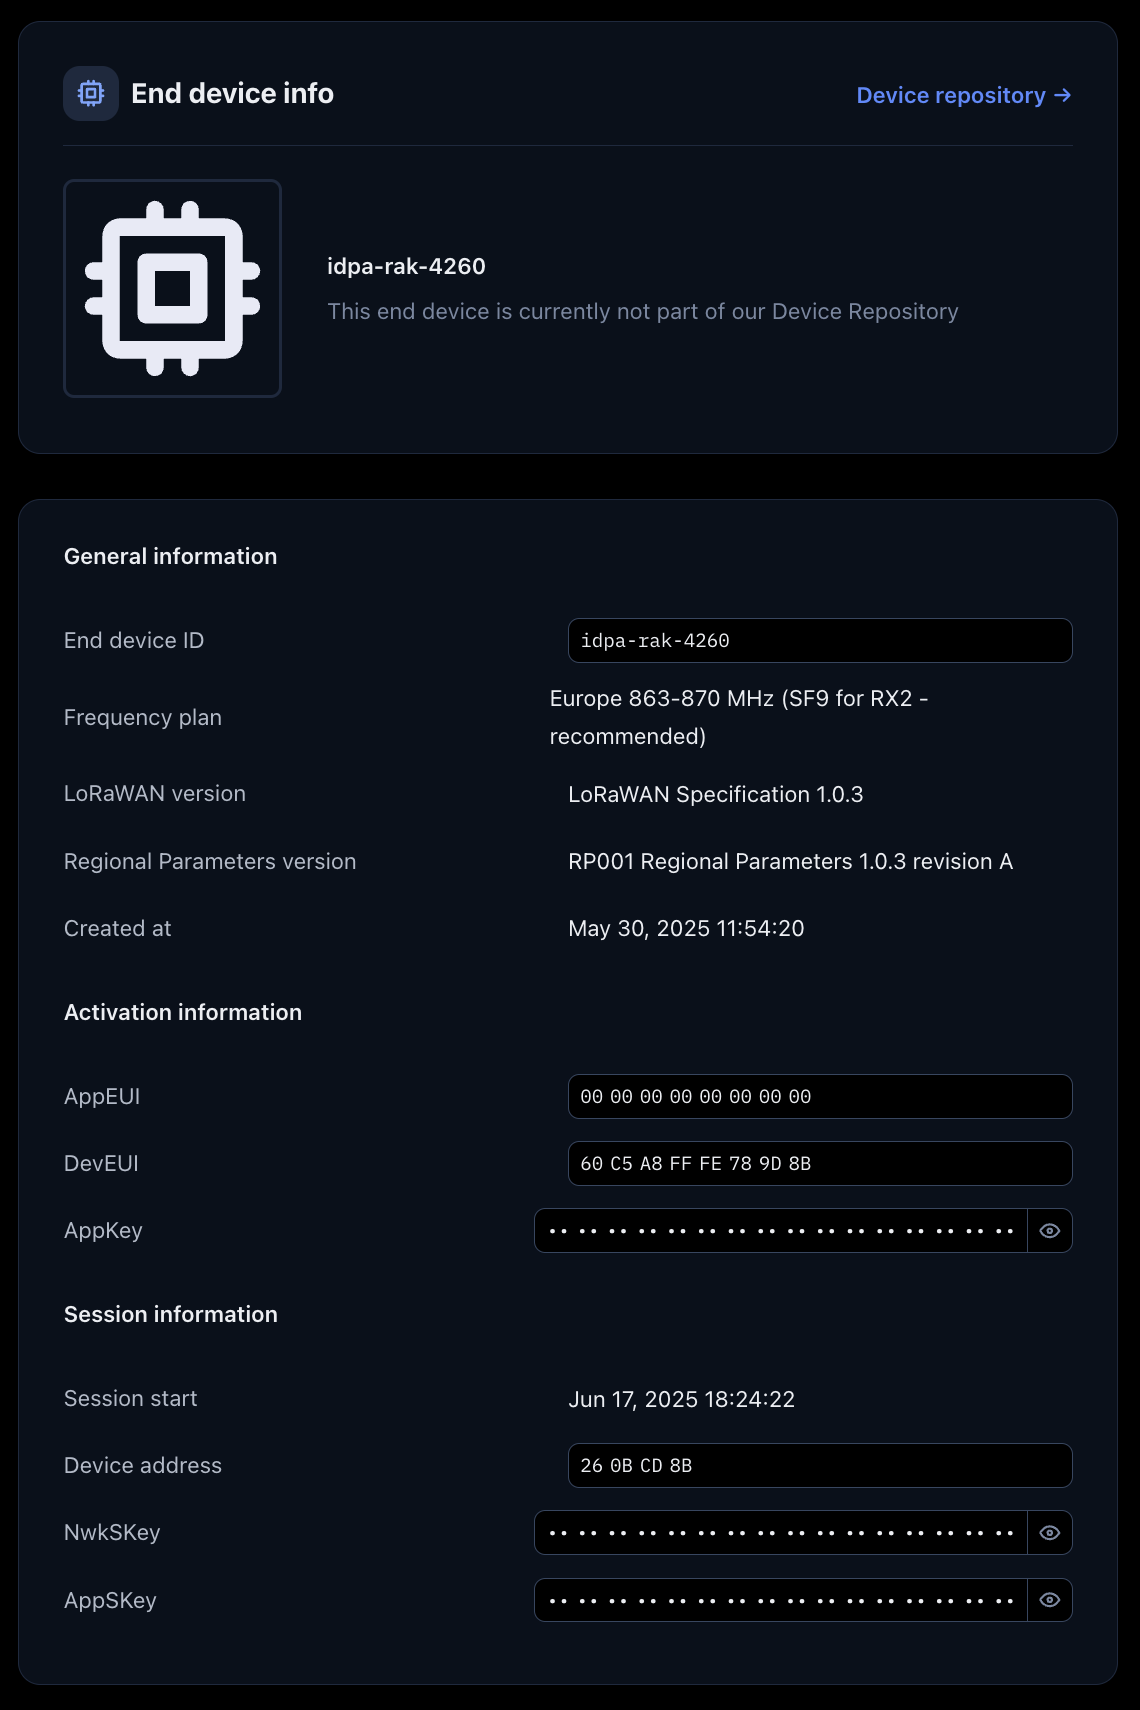 End device info
Device repository →
idpa-rak-4260
This end device is currently not part of our Device Repository
General information
End device ID
idpa-rak-4260
Frequency plan
Europe 863-870 MHz (SF9 for RX2 -
recommended)
LoRaWAN version
LoRaWAN Specification 1.0.3
Regional Parameters version
RP001 Regional Parameters 1.0.3 revision A
Created at
May 30, 2025 11:54:20
Activation information
AppEUI
00 00 00 00 00 00 00 00
DevEUI
60 C5 A8 FF FE 78 9D 8B
AppKey
•• •• •• •• •• •• •• •• •• •• •• •• •• •• •• ••
Session information
Session start
Jun 17, 2025 18:24:22
Device address
26 0B CD 8B
NwkSKey
•• •• •• •• •• •• •• •• •• •• •• •• •• •• •• ••
AppSKey
•• •• •• •• •• •• •• •• •• •• •• •• •• •• •• ••